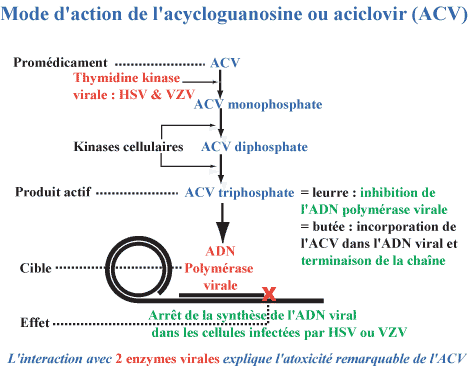 Mode d'action de l'acycloguanosine ou aciclovir (ACV)
Promédicament ACV
Thymidine kinase
virale : HSV & VZV
ACV monophosphate
Kinases cellulaires ACV diphosphate
Produit actif ACV triphosphate = leurre : inhibition de
l'ADN polymérase virale
= butée : incorporation de
l'ACV dans l'ADN viral et
terminaison de la chaîne
ADN
Cible Polymérase
virale
X
Arrêt de la synthèse de l'ADN viral
Effet
dans les cellules infectées par HSV ou VZV
L'interaction avec 2 enzymes virales explique l'atoxicité remarquable de l'ACV